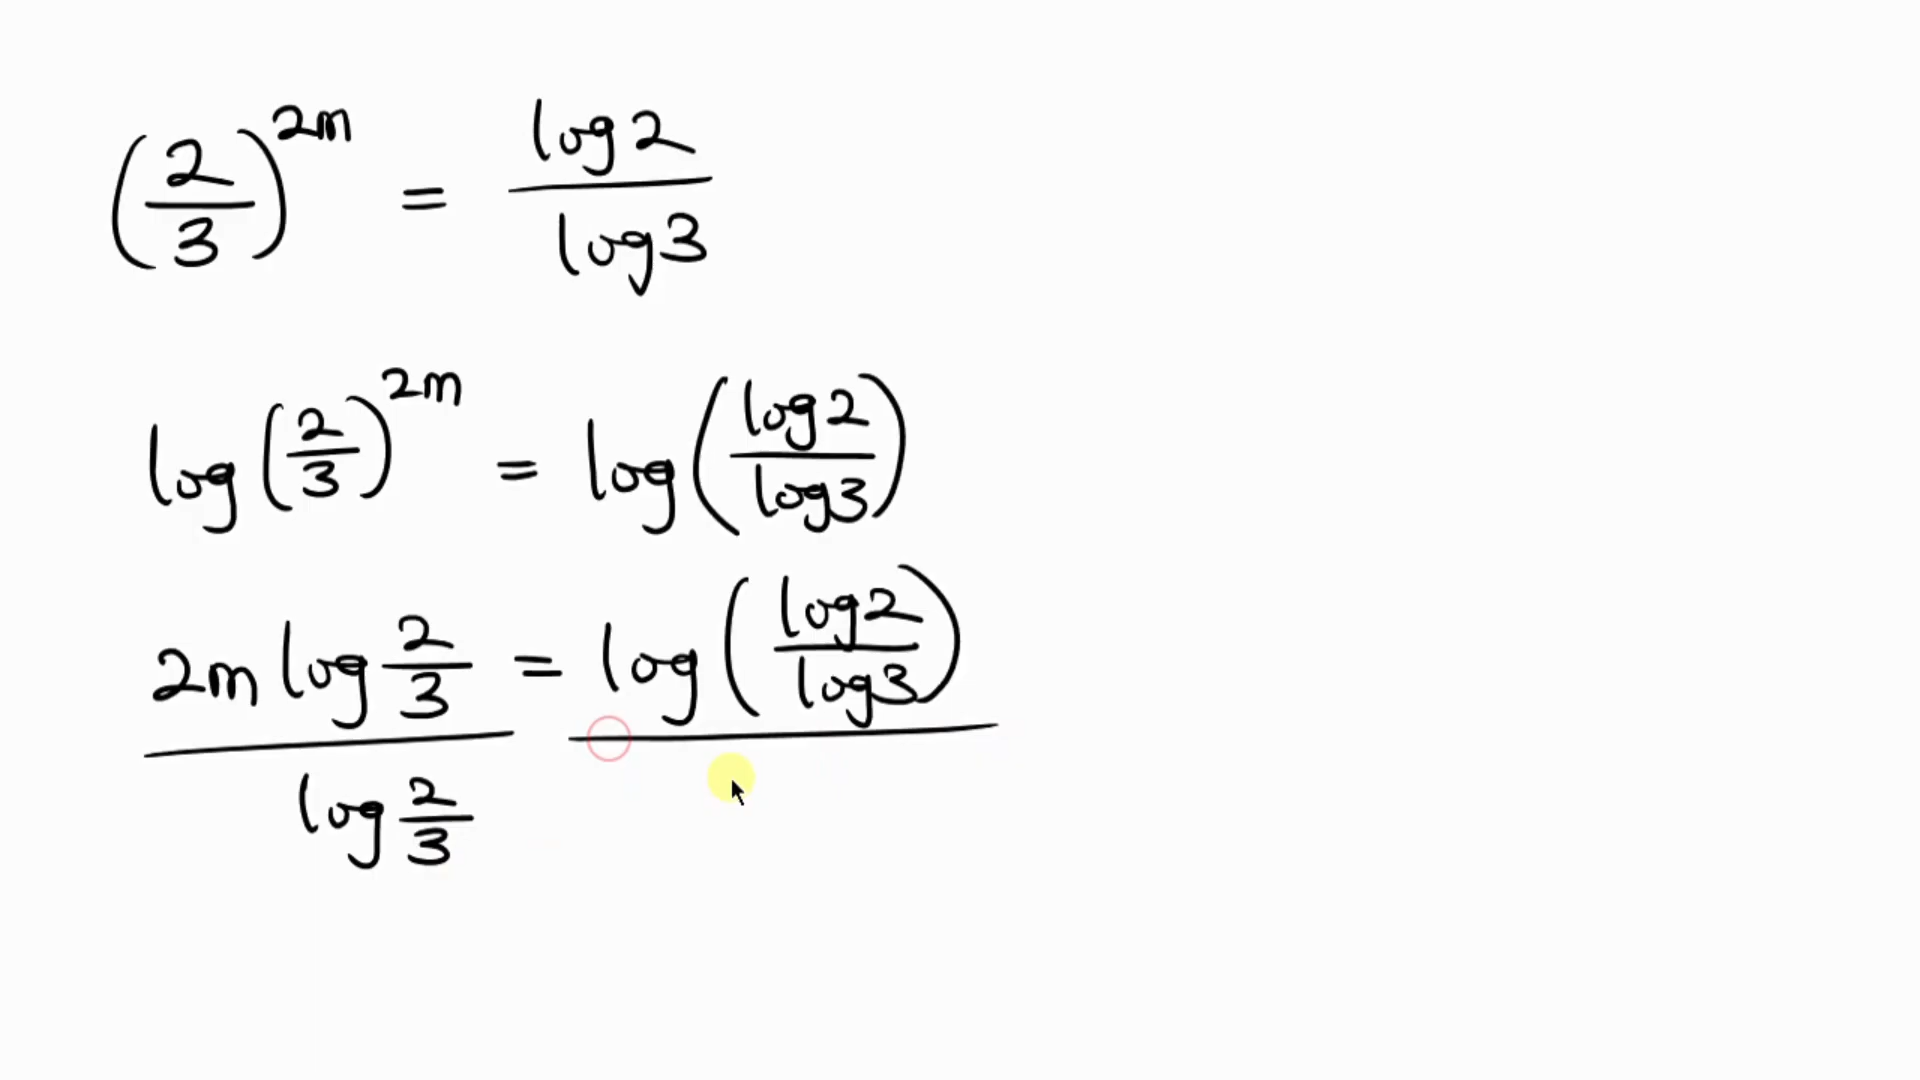 (2/3)^2m = log2/log3
log(2/3)^2m = log(log2/log3)
2m log 2/3 = log(log2/log3)
log 2/3